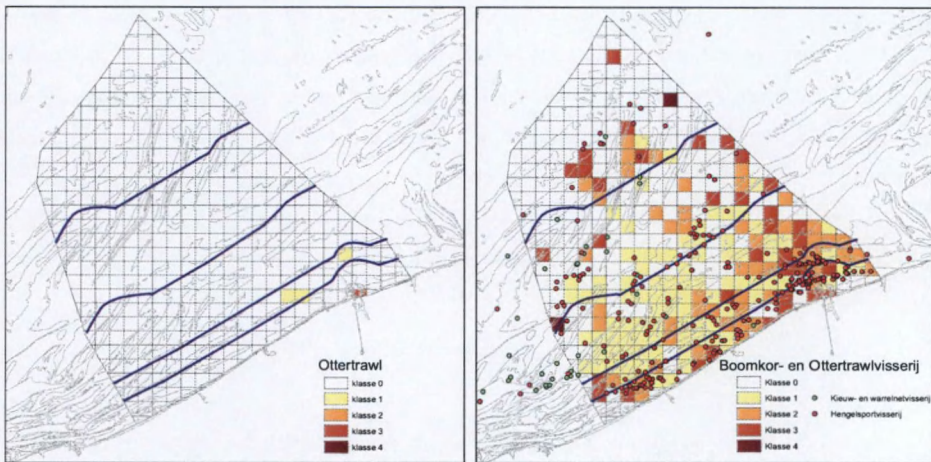 Ottertrawl
klasse 0
klasse 1
klasse 2
klasse 3
klasse 4
Boomkor- en Ottertrawlvisserij
Klasse 0
Klasse 1
Klasse 2
Klasse 3
Klasse 4
Kieuw- en warrelnetvisserij
Hengelsportvisserij